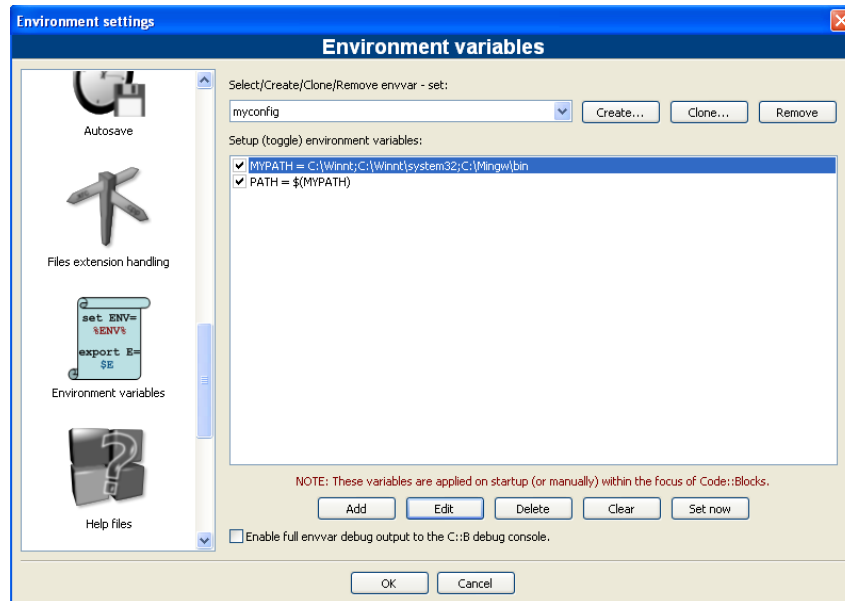 Environment settings
Environment variables
Autosave
Files extension handling
set ENV=
%ENV%
export E=
$E
Environment variables
Help files
Select/Create/Clone/Remove envvar - set:
myconfig
Create...
Clone...
Remove
Setup (toggle) environment variables:
MYPATH = C:\Winnt;C:\Winnt\system32;C:\Mingw\bin
PATH = $(MYPATH)
NOTE: These variables are applied on startup (or manually) within the focus of Code::Blocks.
Add
Edit
Delete
Clear
Set now
Enable full envvar debug output to the C::B debug console.
OK
Cancel